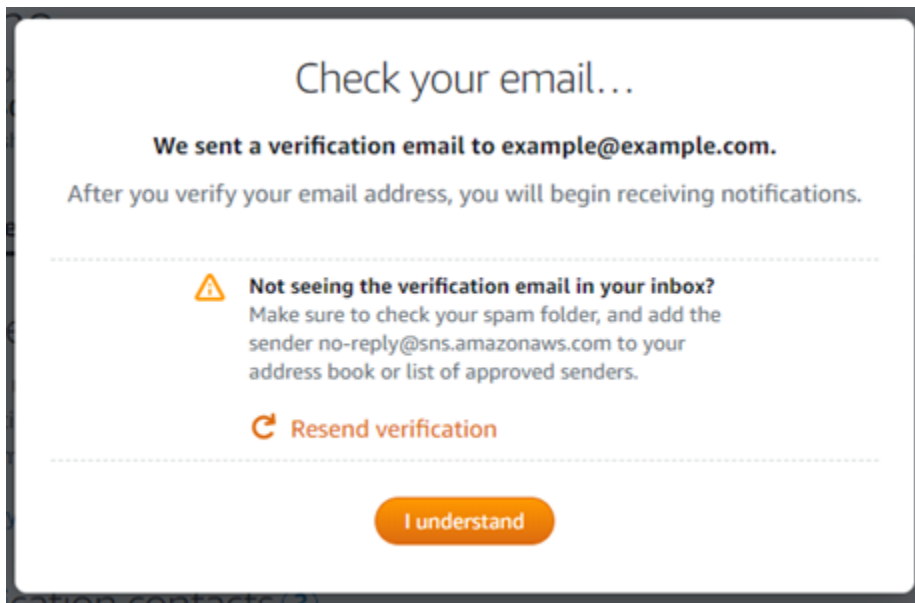 Check your email...
We sent a verification email to example@example.com.
After you verify your email address, you will begin receiving notifications.
Not seeing the verification email in your inbox?
Make sure to check your spam folder, and add the
sender no-reply@sns.amazonaws.com to your
address book or list of approved senders.
Resend verification
I understand